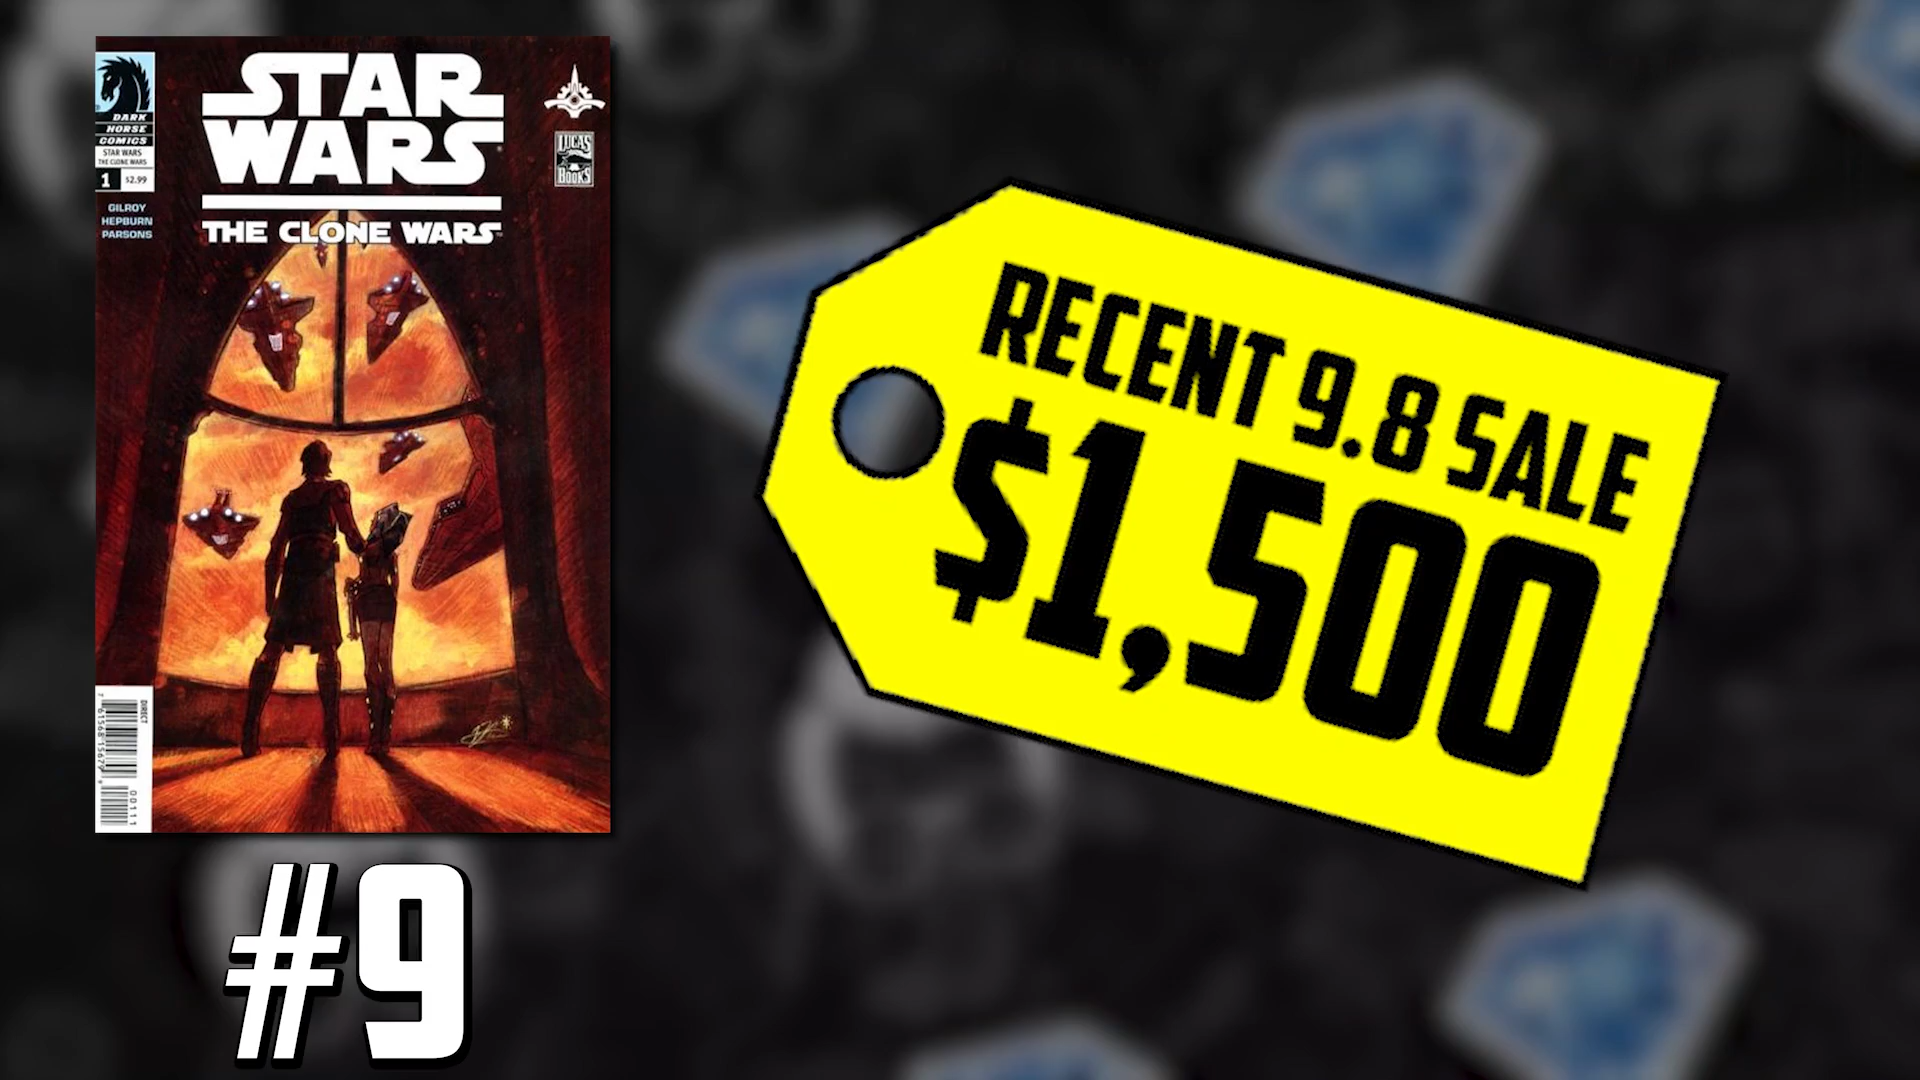 STAR
WARS
THE CLONE WARS
DARK
HORSE
COMICS
STAR WARS
THE CLONE WARS
1 $2.99
GILROY
HEPBURN
PARSONS
LUCAS
BOOKS
DIRECT
00111
#9
RECENT 9.8 SALE
$1,500